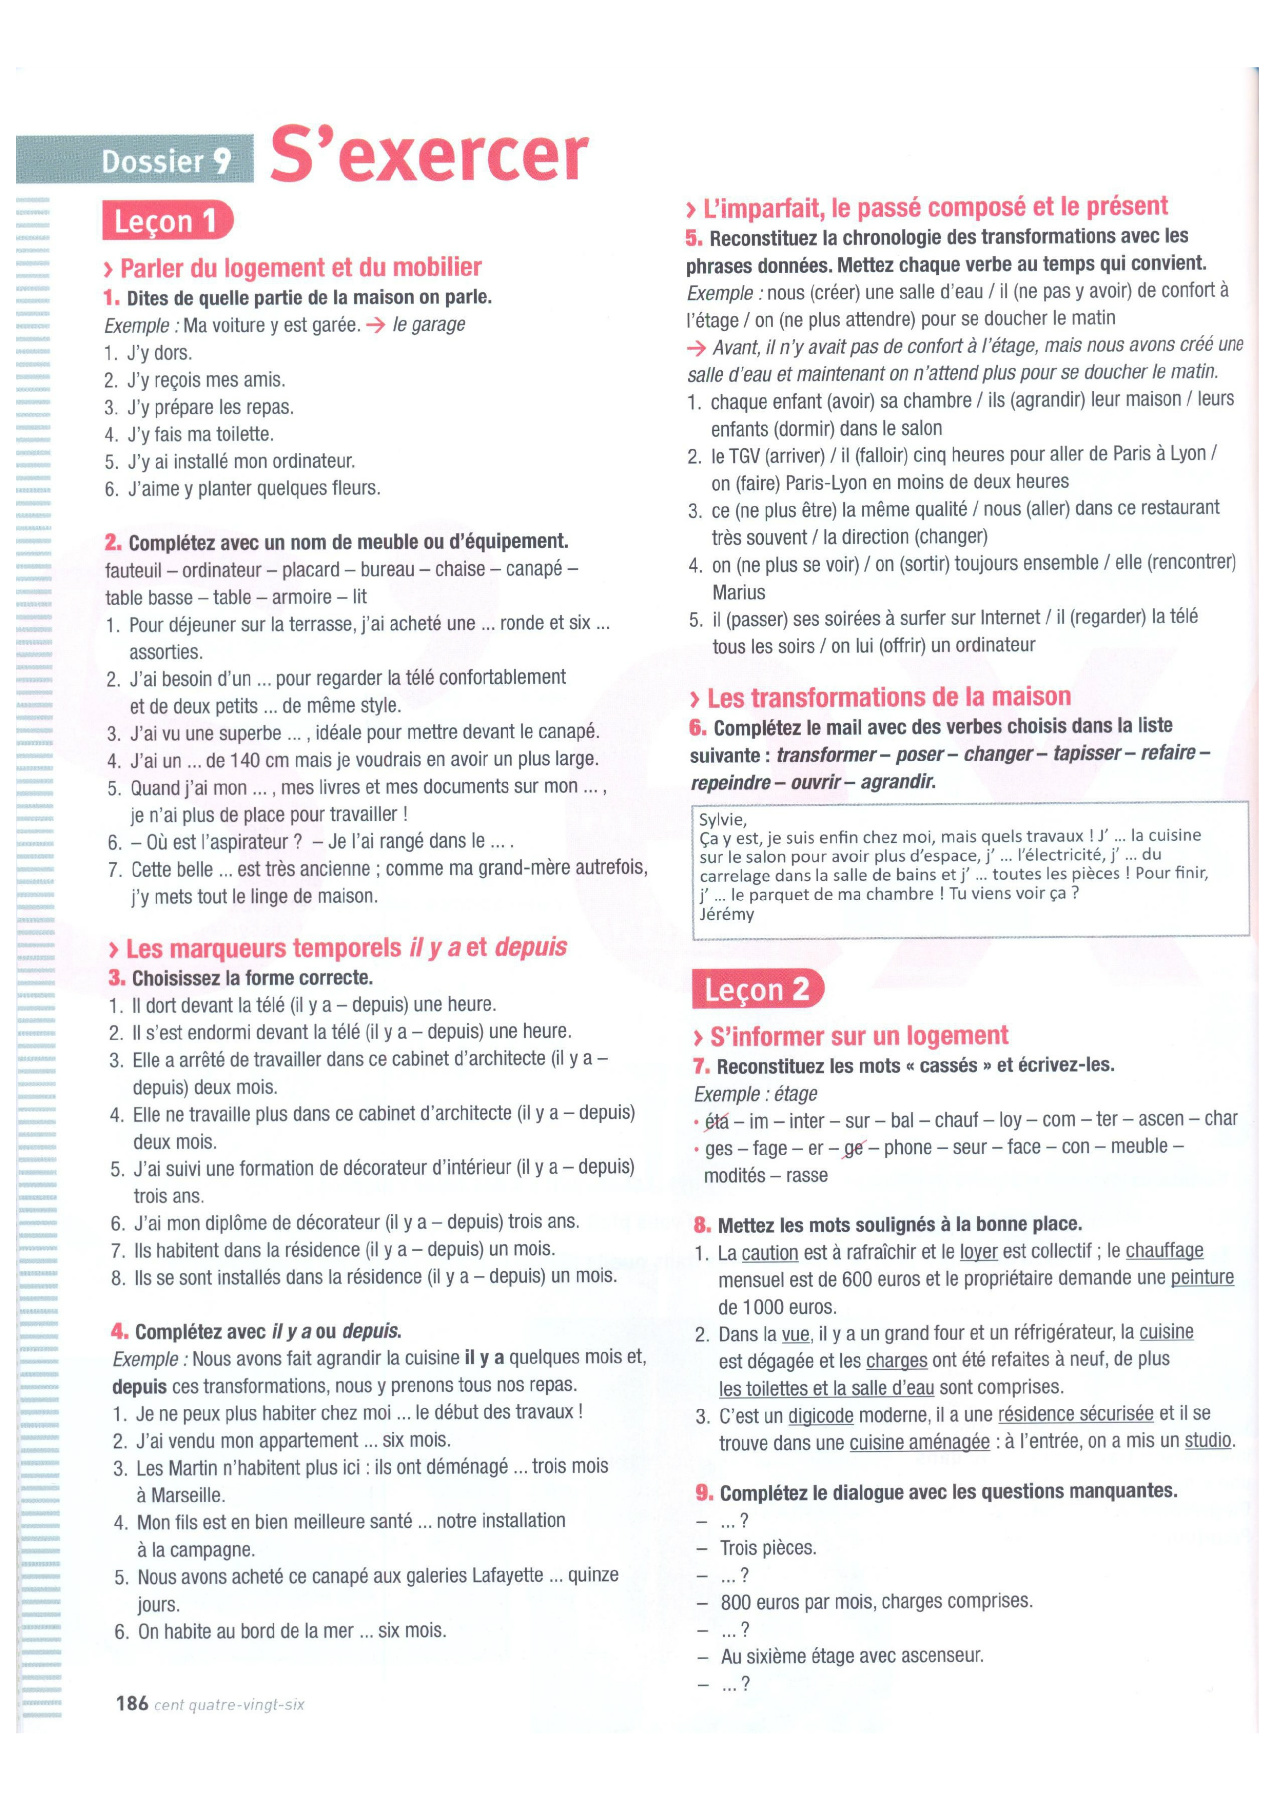 Dossier 9 S'exercer
Leçon 1
› Parler du logement et du mobilier
1. Dites de quelle partie de la maison on parle.
Exemple : Ma voiture y est garée. → le garage
1. J'y dors.
2. J'y reçois mes amis.
3. J'y prépare les repas.
4. J'y fais ma toilette.
5. J'y ai installé mon ordinateur.
6. J'aime y planter quelques fleurs.
2. Complétez avec un nom de meuble ou d'équipement.
fauteuil – ordinateur – placard – bureau – chaise – canapé –
table basse – table – armoire – lit
1. Pour déjeuner sur la terrasse, j'ai acheté une ... ronde et six ...
assorties.
2. J'ai besoin d'un ... pour regarder la télé confortablement
et de deux petits ... de même style.
3. J'ai vu une superbe ... , idéale pour mettre devant le canapé.
4. J'ai un ... de 140 cm mais je voudrais en avoir un plus large.
5. Quand j'ai mon ... , mes livres et mes documents sur mon ... ,
je n'ai plus de place pour travailler !
6. – Où est l'aspirateur ? – Je l'ai rangé dans le ... .
7. Cette belle ... est très ancienne ; comme ma grand-mère autrefois,
j'y mets tout le linge de maison.
› Les marqueurs temporels il y a et depuis
3. Choisissez la forme correcte.
1. Il dort devant la télé (il y a – depuis) une heure.
2. Il s'est endormi devant la télé (il y a – depuis) une heure.
3. Elle a arrêté de travailler dans ce cabinet d'architecte (il y a –
depuis) deux mois.
4. Elle ne travaille plus dans ce cabinet d'architecte (il y a – depuis)
deux mois.
5. J'ai suivi une formation de décorateur d'intérieur (il y a – depuis)
trois ans.
6. J'ai mon diplôme de décorateur (il y a – depuis) trois ans.
7. Ils habitent dans la résidence (il y a – depuis) un mois.
8. Ils se sont installés dans la résidence (il y a – depuis) un mois.
4. Complétez avec il y a ou depuis.
Exemple : Nous avons fait agrandir la cuisine il y a quelques mois et,
depuis ces transformations, nous y prenons tous nos repas.
1. Je ne peux plus habiter chez moi ... le début des travaux !
2. J'ai vendu mon appartement ... six mois.
3. Les Martin n'habitent plus ici : ils ont déménagé ... trois mois
à Marseille.
4. Mon fils est en bien meilleure santé ... notre installation
à la campagne.
5. Nous avons acheté ce canapé aux galeries Lafayette ... quinze
jours.
6. On habite au bord de la mer ... six mois.
186 cent quatre-vingt-six
› L'imparfait, le passé composé et le présent
5. Reconstituez la chronologie des transformations avec les
phrases données. Mettez chaque verbe au temps qui convient.
Exemple : nous (créer) une salle d'eau / il (ne pas y avoir) de confort à
l'étage / on (ne plus attendre) pour se doucher le matin
→ Avant, il n'y avait pas de confort à l'étage, mais nous avons créé une
salle d'eau et maintenant on n'attend plus pour se doucher le matin.
1. chaque enfant (avoir) sa chambre / ils (agrandir) leur maison / leurs
enfants (dormir) dans le salon
2. le TGV (arriver) / il (falloir) cinq heures pour aller de Paris à Lyon /
on (faire) Paris-Lyon en moins de deux heures
3. ce (ne plus être) la même qualité / nous (aller) dans ce restaurant
très souvent / la direction (changer)
4. on (ne plus se voir) / on (sortir) toujours ensemble / elle (rencontrer)
Marius
5. il (passer) ses soirées à surfer sur Internet / il (regarder) la télé
tous les soirs / on lui (offrir) un ordinateur
› Les transformations de la maison
6. Complétez le mail avec des verbes choisis dans la liste
suivante : transformer – poser – changer – tapisser – refaire –
repeindre – ouvrir – agrandir.
Sylvie,
Ça y est, je suis enfin chez moi, mais quels travaux ! J' ... la cuisine
sur le salon pour avoir plus d'espace, j' ... l'électricité, j' ... du
carrelage dans la salle de bains et j' ... toutes les pièces ! Pour finir,
j' ... le parquet de ma chambre ! Tu viens voir ça ?
Jérémy
Leçon 2
› S'informer sur un logement
7. Reconstituez les mots « cassés » et écrivez-les.
Exemple : étage
• éta – im – inter – sur – bal – chauf – loy – com – ter – ascen – char
• ges – fage – er – ge – phone – seur – face – con – meuble –
modités – rasse
8. Mettez les mots soulignés à la bonne place.
1. La caution est à rafraîchir et le loyer est collectif ; le chauffage
mensuel est de 600 euros et le propriétaire demande une peinture
de 1000 euros.
2. Dans la vue, il y a un grand four et un réfrigérateur, la cuisine
est dégagée et les charges ont été refaites à neuf, de plus
les toilettes et la salle d'eau sont comprises.
3. C'est un digicode moderne, il a une résidence sécurisée et il se
trouve dans une cuisine aménagée : à l'entrée, on a mis un studio.
9. Complétez le dialogue avec les questions manquantes.
– ... ?
– Trois pièces.
– ... ?
– 800 euros par mois, charges comprises.
– ... ?
– Au sixième étage avec ascenseur.
– ... ?